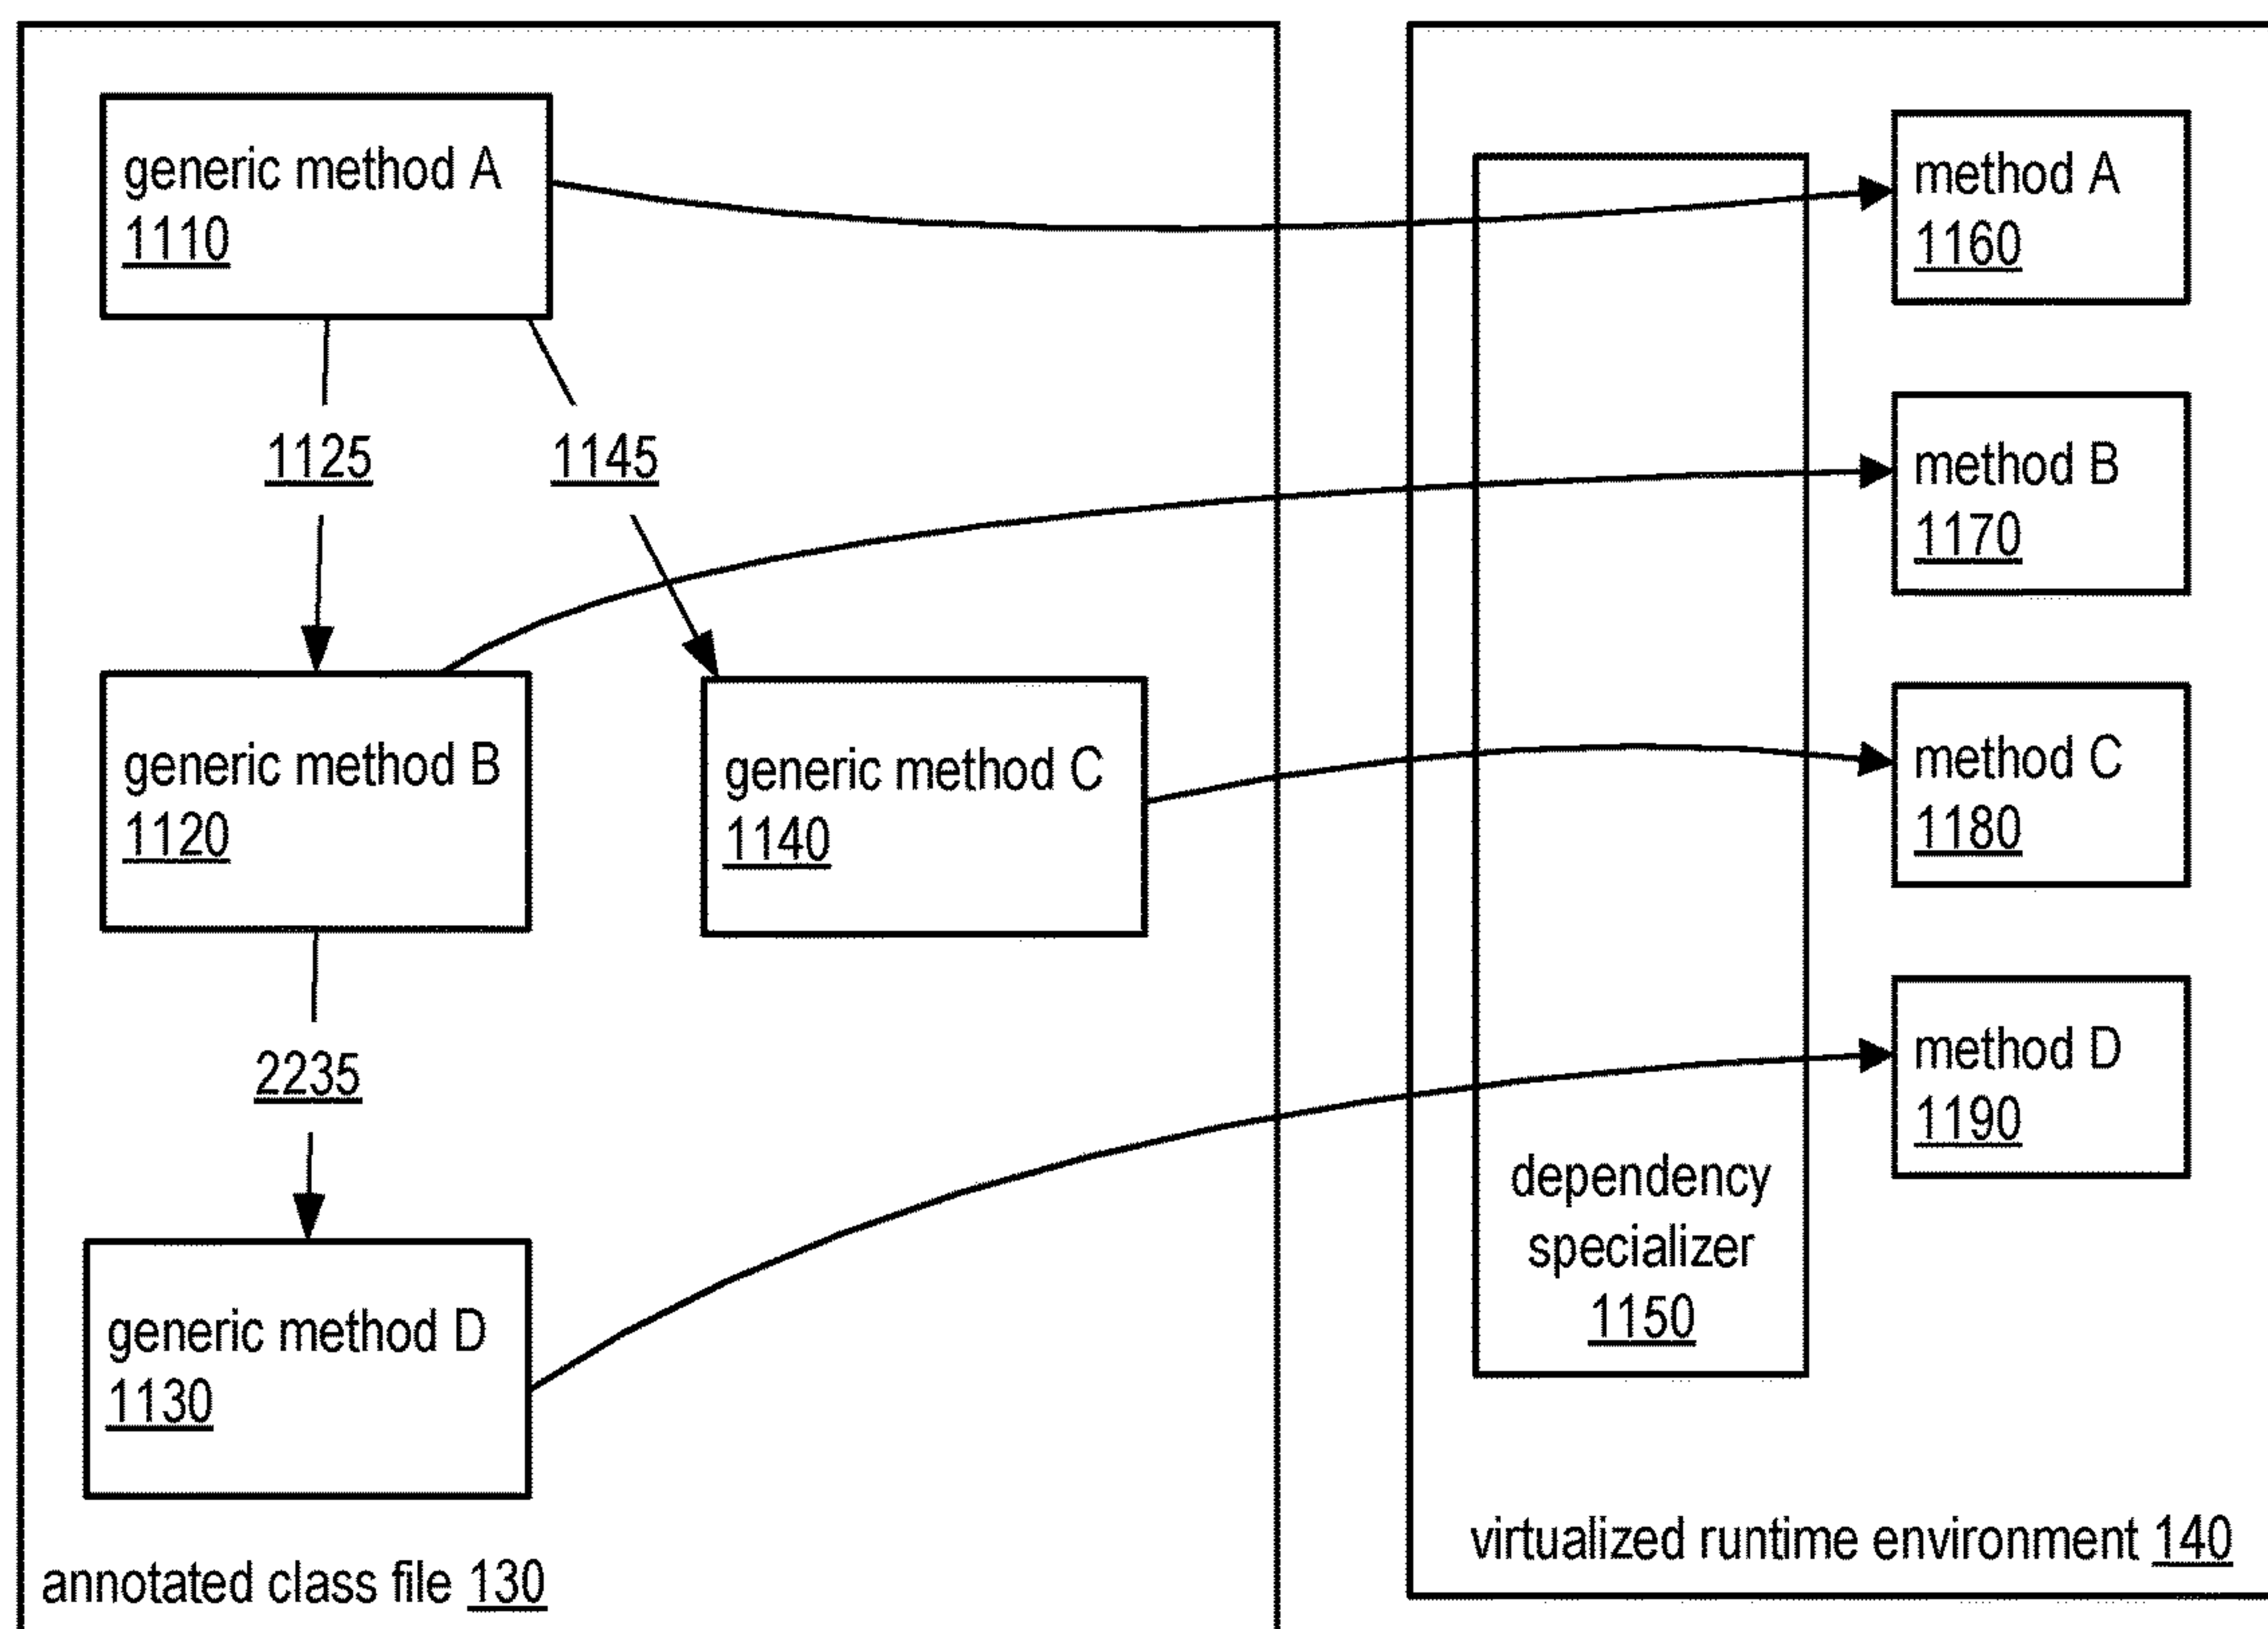 generic method A
1110
1125
1145
generic method B
1120
generic method C
1140
2235
generic method D
1130
annotated class file 130
method A
1160
method B
1170
method C
1180
method D
1190
dependency
specializer
1150
virtualized runtime environment 140